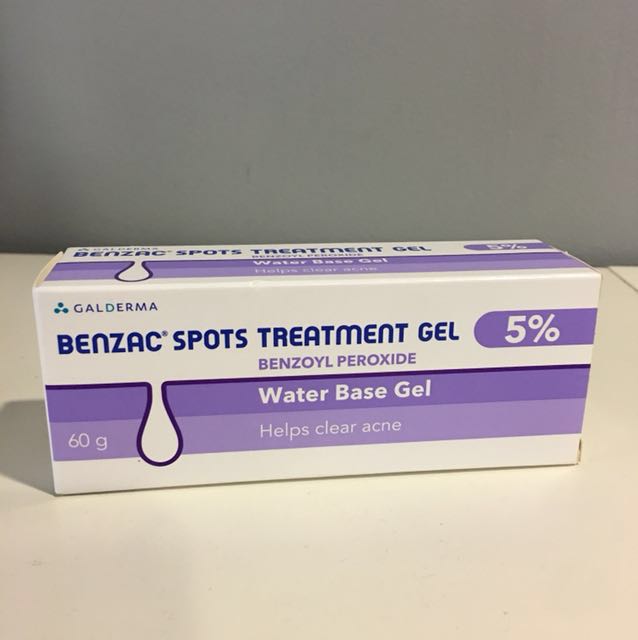 GALDERMA
BENZAC® SPOTS TREATMENT GEL 5%
BENZOYL PEROXIDE
Water Base Gel
Helps clear acne
GALDERMA
BENZAC® SPOTS TREATMENT GEL 5%
BENZOYL PEROXIDE
Water Base Gel
60 g Helps clear acne